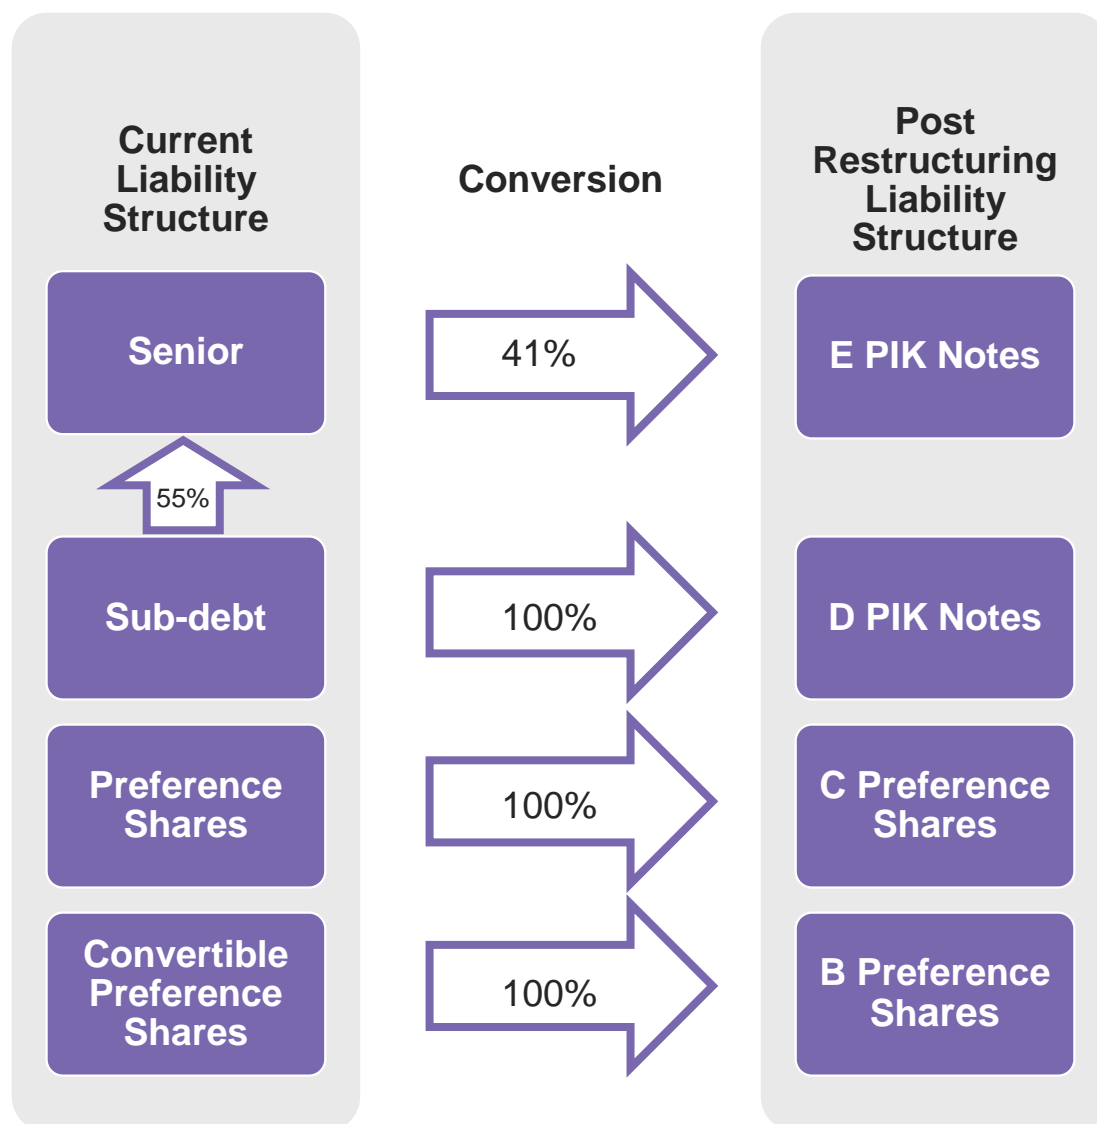 Current
Liability
Structure
Conversion
Post
Restructuring
Liability
Structure
Senior
41%
E PIK Notes
55%
Sub-debt
100%
D PIK Notes
Preference
Shares
100%
C Preference
Shares
Convertible
Preference
Shares
100%
B Preference
Shares